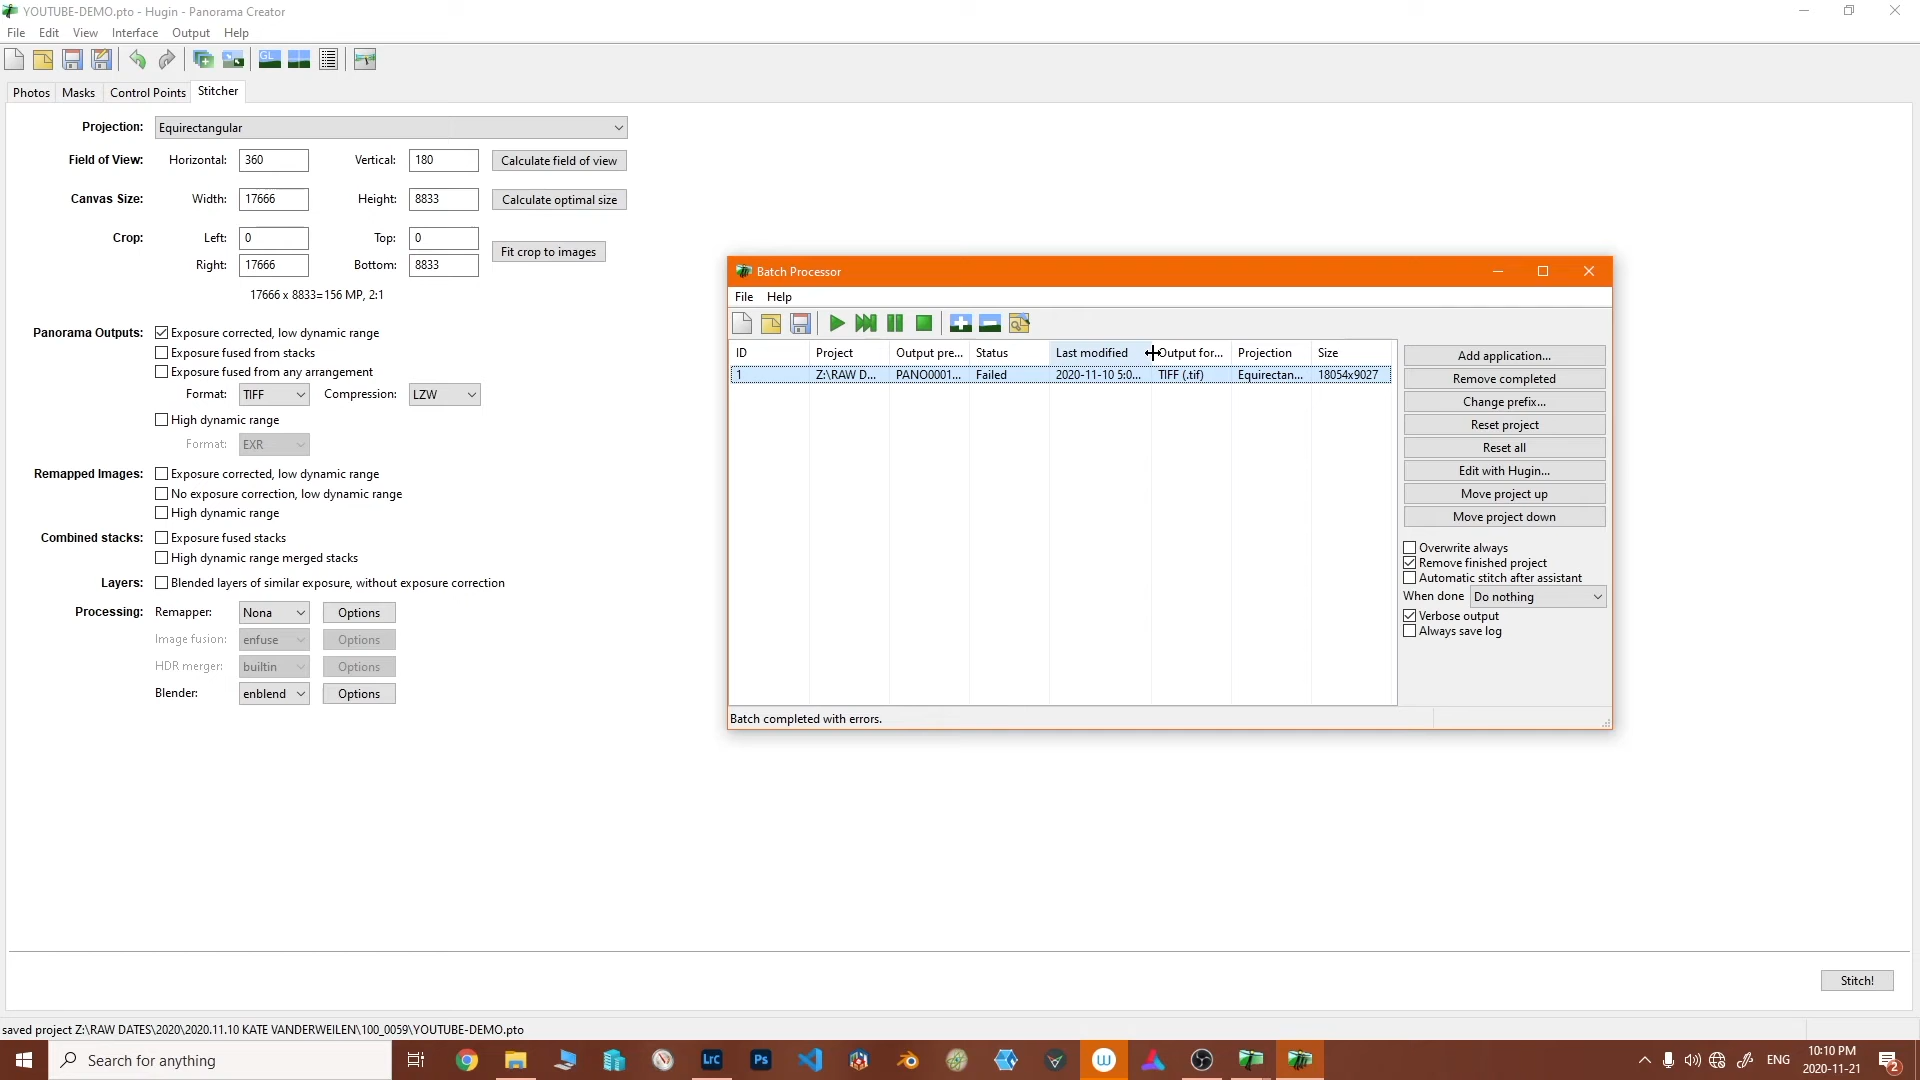 YOUTUBE-DEMO.pto - Hugin - Panorama Creator
File Edit View Interface Output Help
GL
Photos Masks Control Points Stitcher
Projection: Equirectangular
Field of View: Horizontal: 360 Vertical: 180 Calculate field of view
Canvas Size: Width: 17666 Height: 8833 Calculate optimal size
Crop: Left: 0 Top: 0 Fit crop to images
Right: 17666 Bottom: 8833
17666 x 8833=156 MP, 2:1
Panorama Outputs: Exposure corrected, low dynamic range
Exposure fused from stacks
Exposure fused from any arrangement
Format: TIFF Compression: LZW
High dynamic range
Format: EXR
Remapped Images: Exposure corrected, low dynamic range
No exposure correction, low dynamic range
High dynamic range
Combined stacks: Exposure fused stacks
High dynamic range merged stacks
Layers: Blended layers of similar exposure, without exposure correction
Processing: Remapper: Nona Options
Image fusion: enfuse Options
HDR merger: builtin Options
Blender: enblend Options
Batch Processor
File Help
ID Project Output pre... Status Last modified Output for... Projection Size
1 Z:\RAW D... PANO0001... Failed 2020-11-10 5:0... TIFF (.tif) Equirectan... 18054x9027
Add application...
Remove completed
Change prefix...
Reset project
Reset all
Edit with Hugin...
Move project up
Move project down
Overwrite always
Remove finished project
Automatic stitch after assistant
When done Do nothing
Verbose output
Always save log
Batch completed with errors.
Stitch!
saved project Z:\RAW DATES\2020\2020.11.10 KATE VANDERWEILEN\100_0059\YOUTUBE-DEMO.pto
Search for anything
LrC Ps W
ENG
10:10 PM
2020-11-21
2